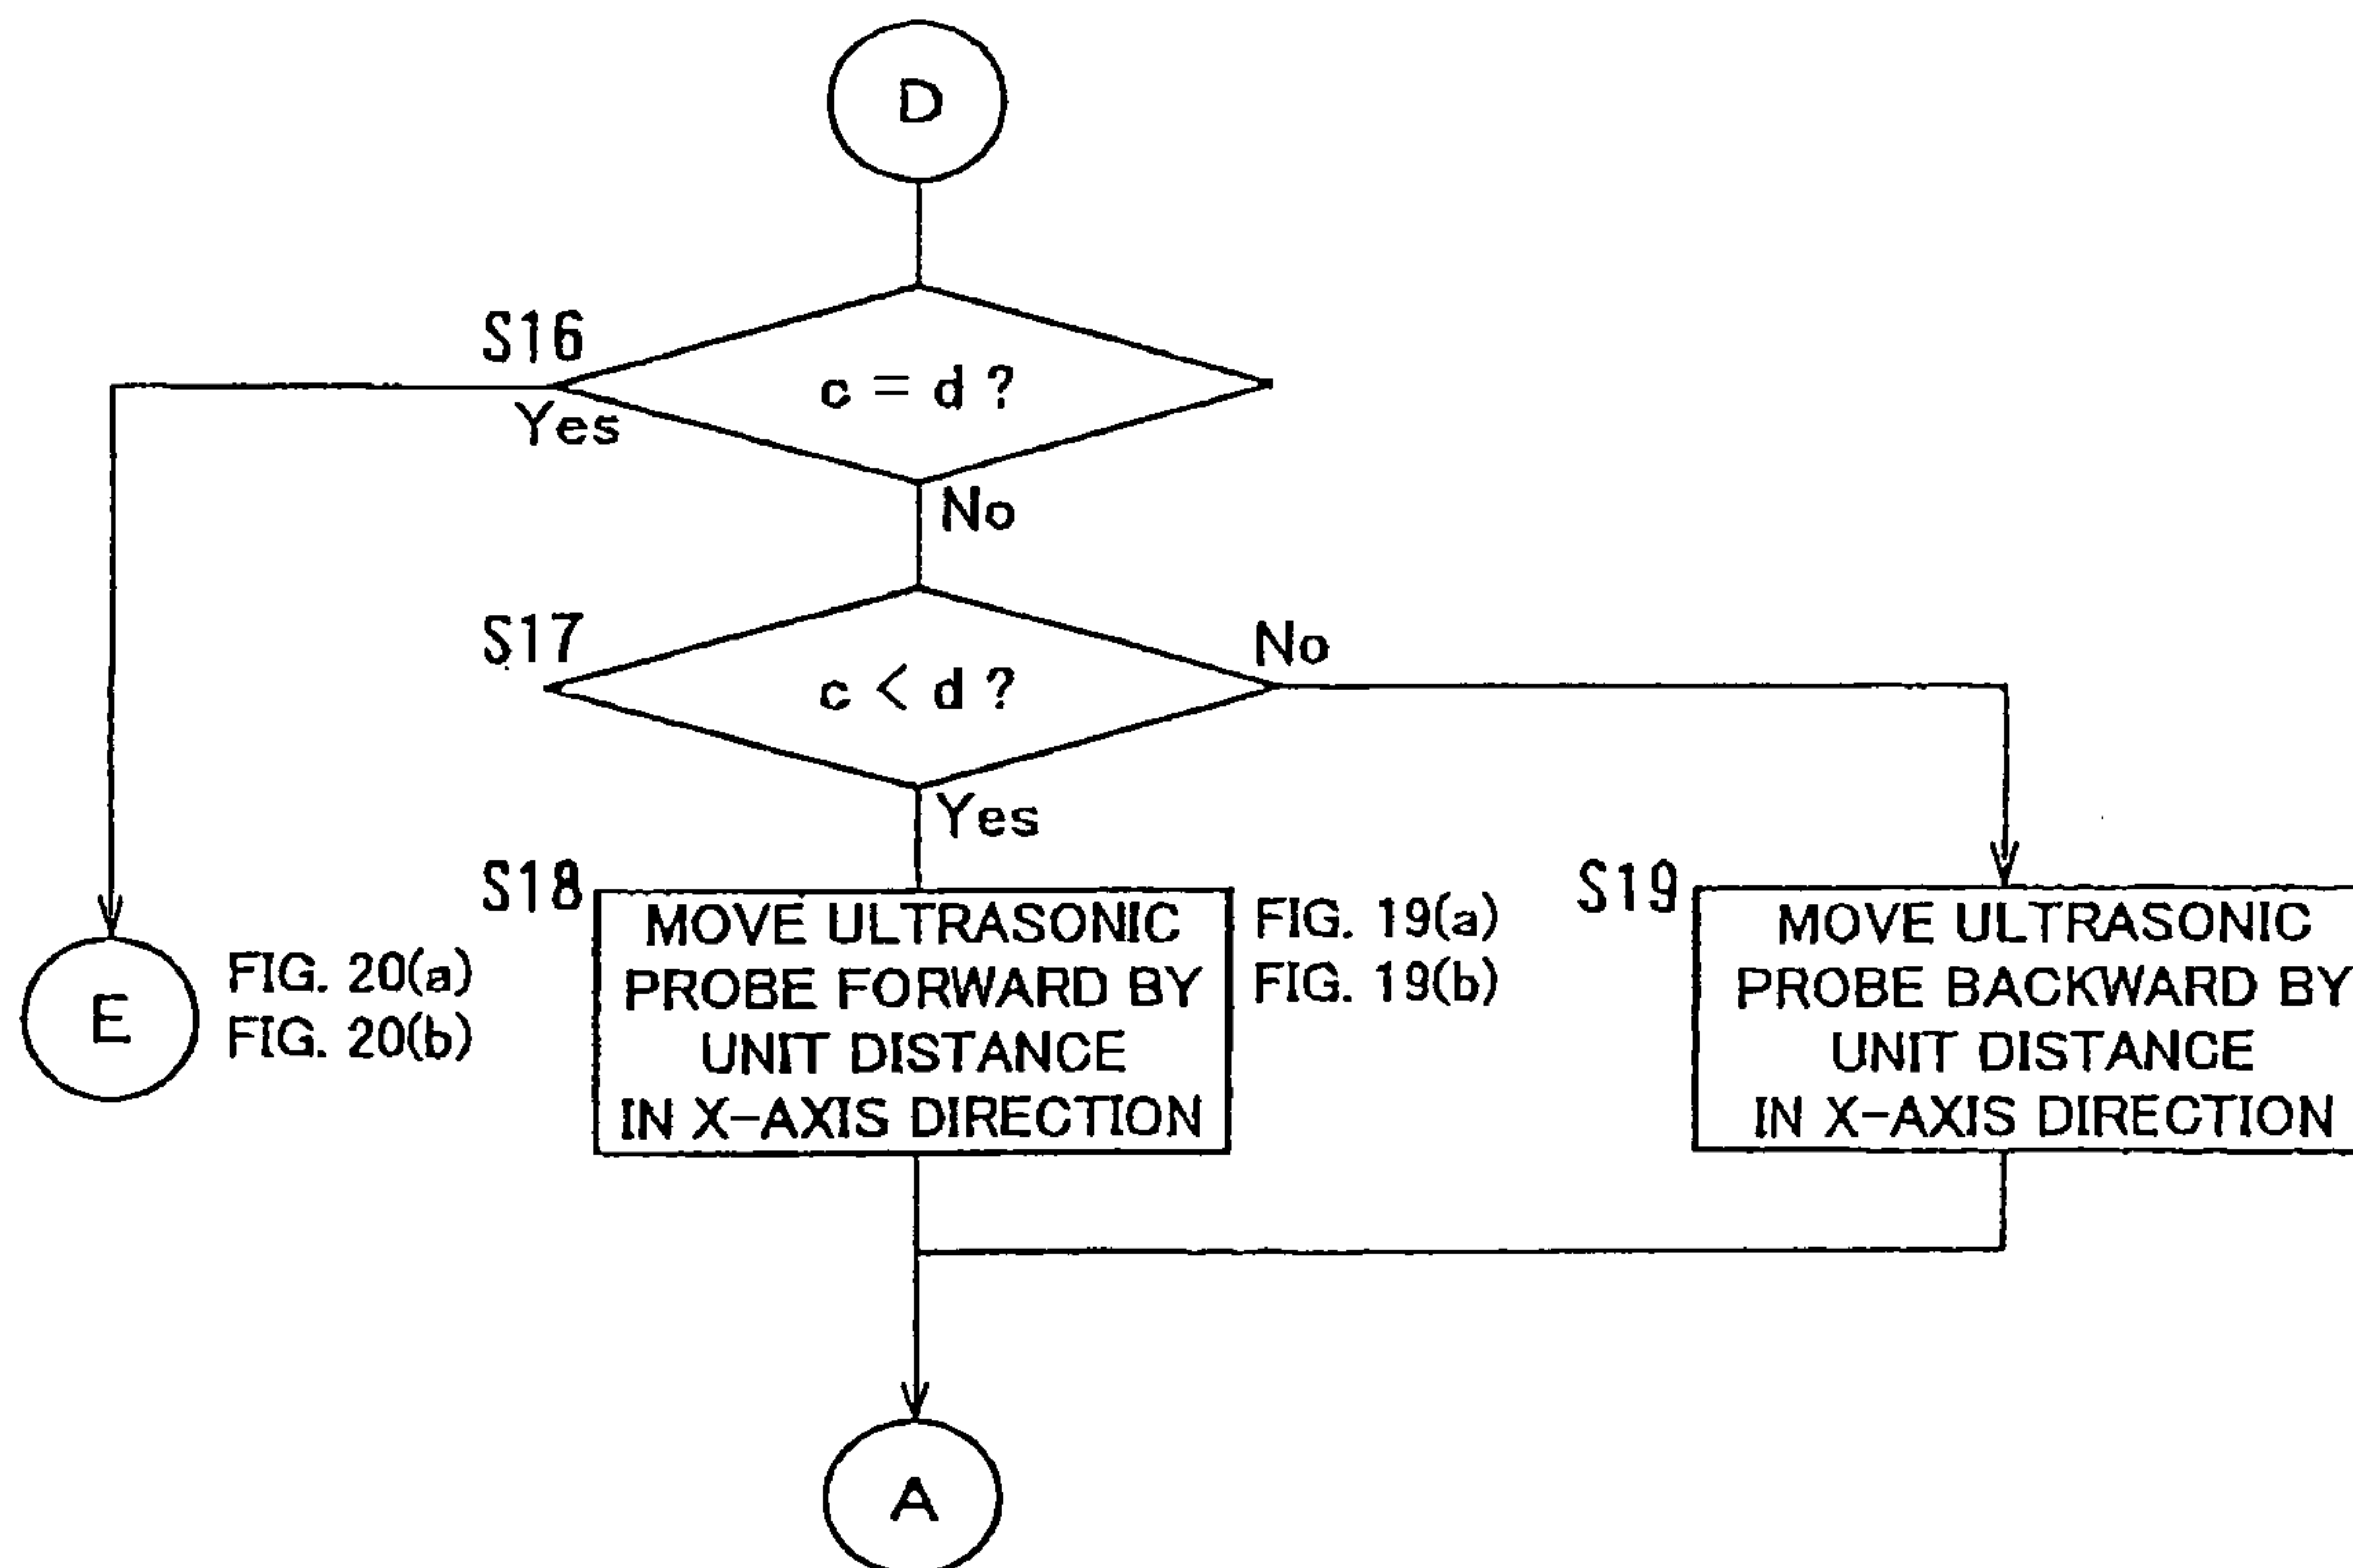 D
S16
c = d ?
Yes
No
S17
c < d ?
No
Yes
S18
MOVE ULTRASONIC
PROBE FORWARD BY
UNIT DISTANCE
IN X-AXIS DIRECTION
FIG. 19(a)
FIG. 19(b)
S19
MOVE ULTRASONIC
PROBE BACKWARD BY
UNIT DISTANCE
IN X-AXIS DIRECTION
E
FIG. 20(a)
FIG. 20(b)
A